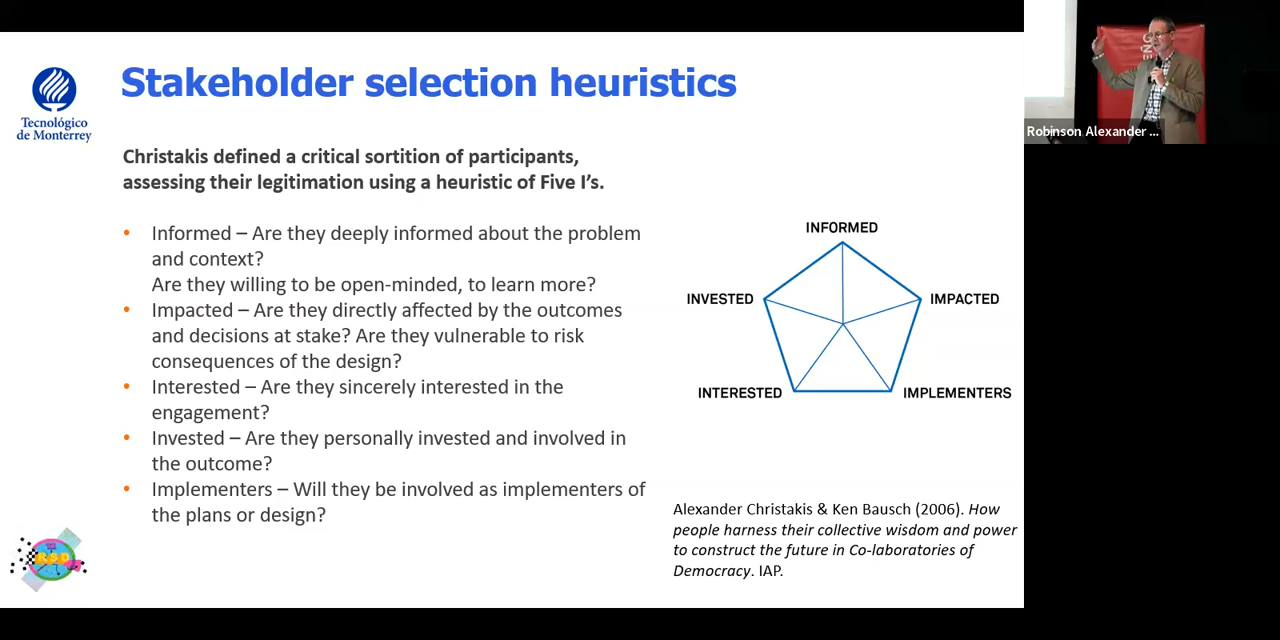 Tecnológico
de Monterrey
Stakeholder selection heuristics
Christakis defined a critical sortition of participants,
assessing their legitimation using a heuristic of Five I's.
• Informed – Are they deeply informed about the problem
and context?
Are they willing to be open-minded, to learn more?
• Impacted – Are they directly affected by the outcomes
and decisions at stake? Are they vulnerable to risk
consequences of the design?
• Interested – Are they sincerely interested in the
engagement?
• Invested – Are they personally invested and involved in
the outcome?
• Implementers – Will they be involved as implementers of
the plans or design?
INFORMED
INVESTED
IMPACTED
INTERESTED
IMPLEMENTERS
Alexander Christakis & Ken Bausch (2006). How
people harness their collective wisdom and power
to construct the future in Co-laboratories of
Democracy. IAP.
RSD
Robinson Alexander ...